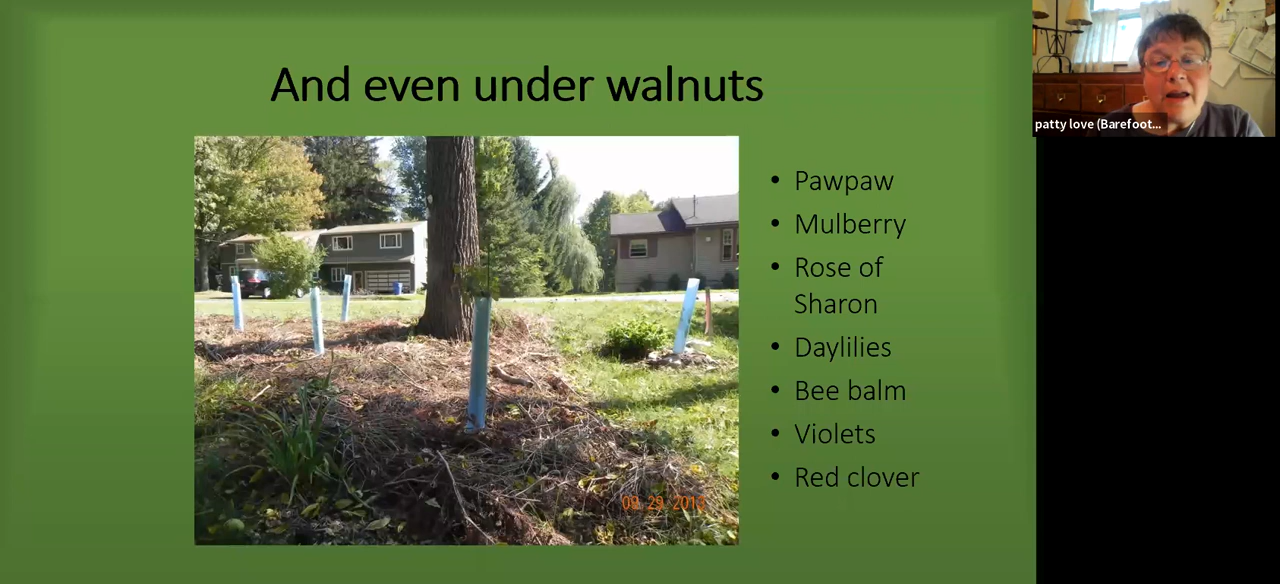 And even under walnuts
patty love (Barefoot...
Pawpaw
Mulberry
Rose of
Sharon
Daylilies
Bee balm
Violets
Red clover